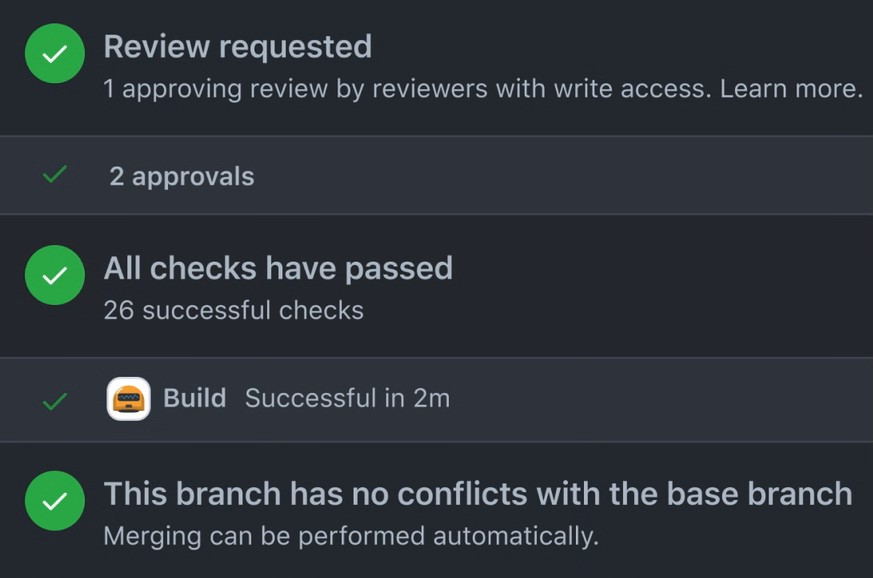 Review requested
1 approving review by reviewers with write access. Learn more.
2 approvals
All checks have passed
26 successful checks
Build Successful in 2m
This branch has no conflicts with the base branch
Merging can be performed automatically.